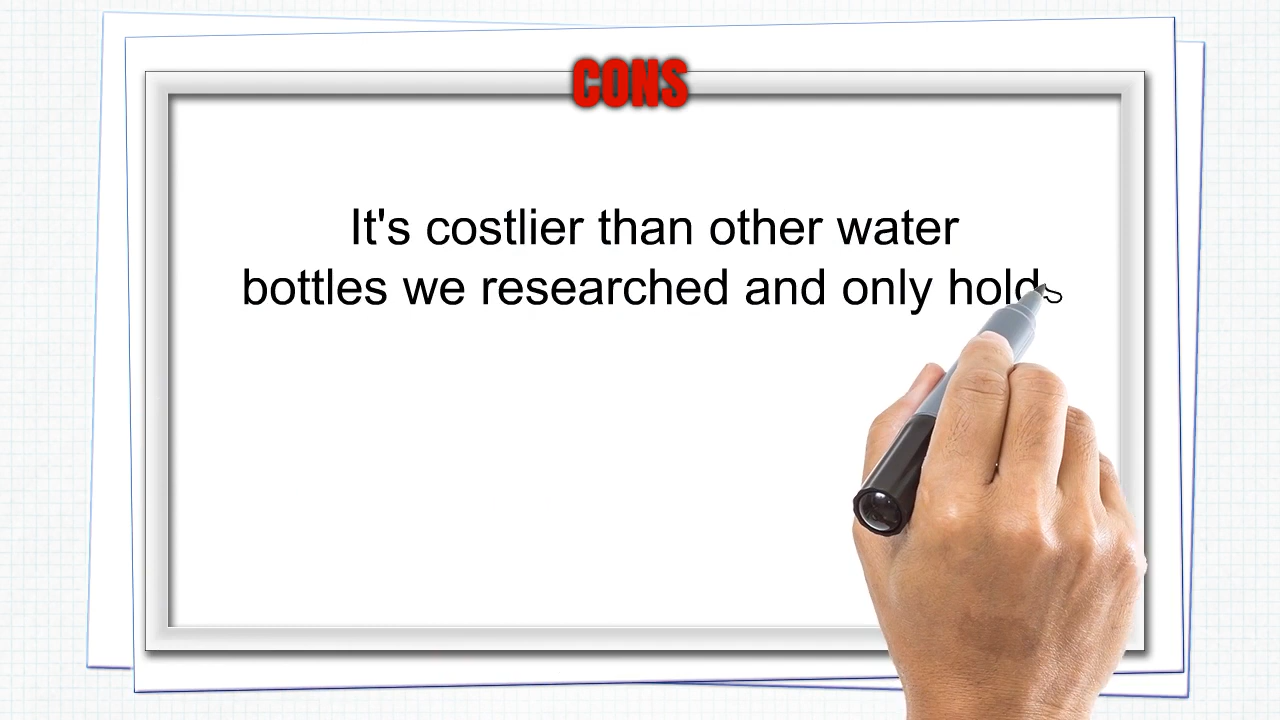 CONS
It's costlier than other water
bottles we researched and only hold